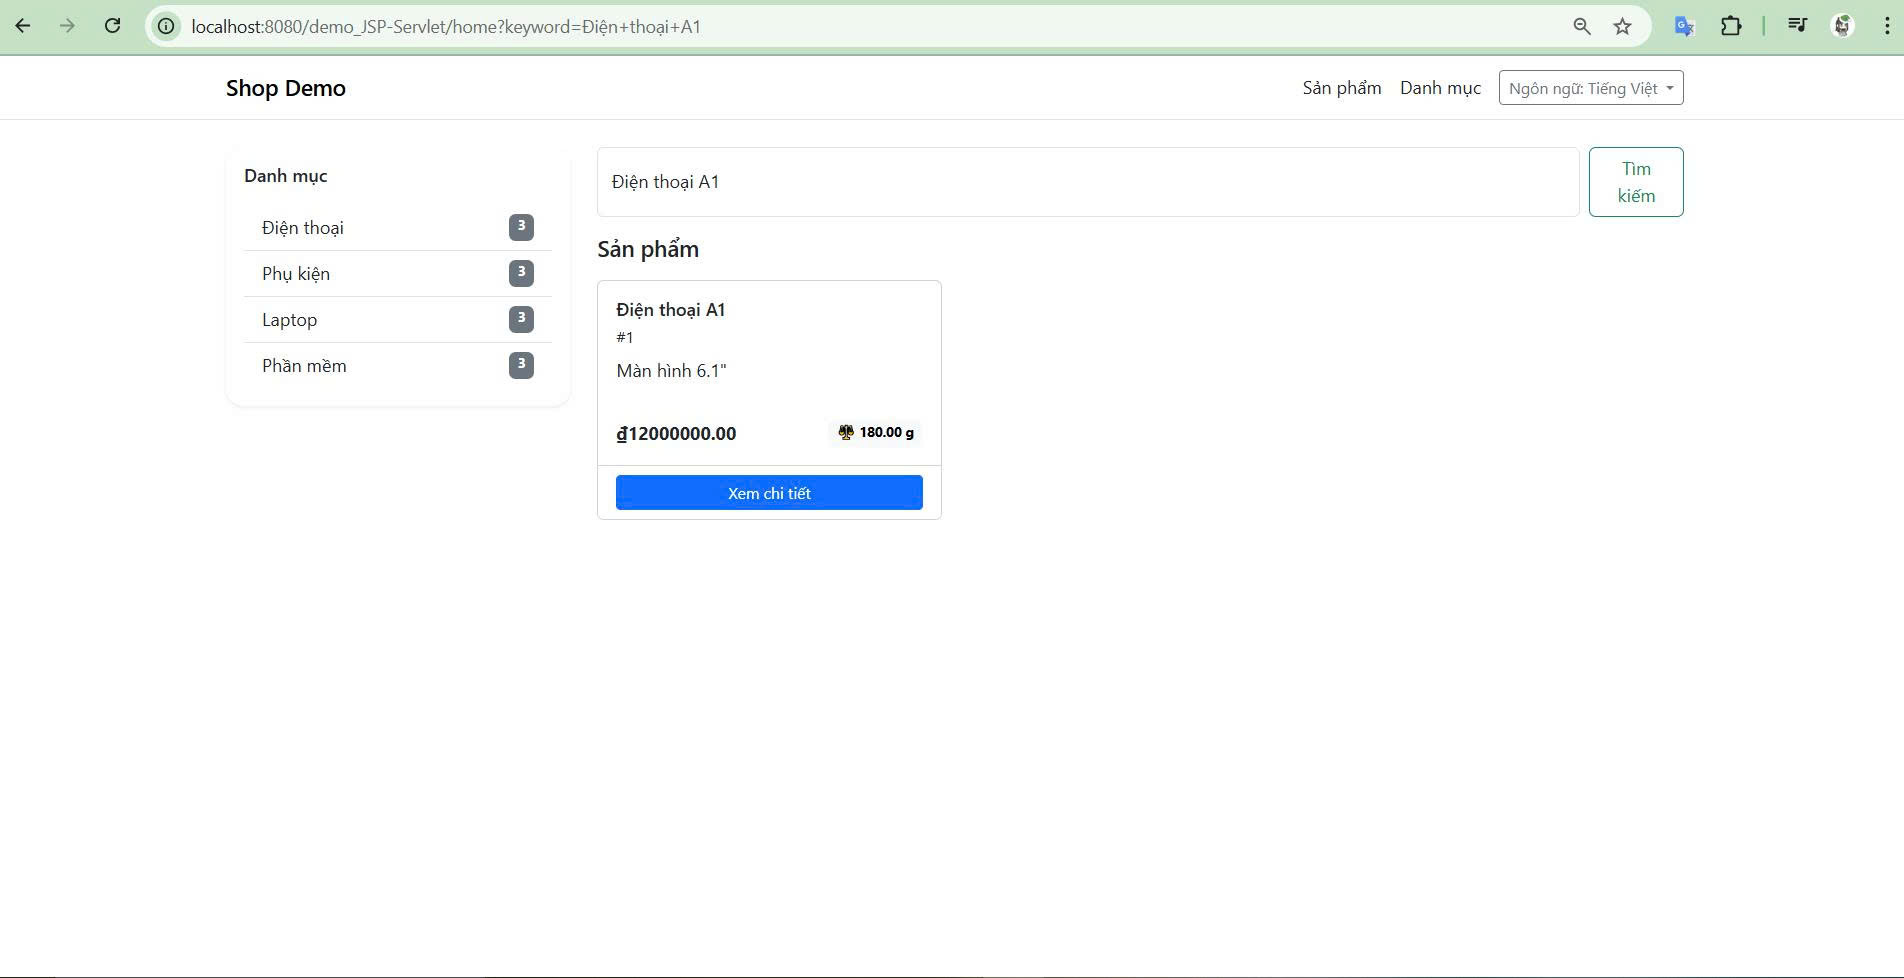 localhost:8080/demo_JSP-Servlet/home?keyword=Điện+thoại+A1
Shop Demo
Sản phẩm
Danh mục
Ngôn ngữ: Tiếng Việt
Danh mục
Điện thoại 3
Phụ kiện 3
Laptop 3
Phần mềm 3
Điện thoại A1
Tìm
kiếm
Sản phẩm
Điện thoại A1
#1
Màn hình 6.1"
₫12000000.00
180.00 g
Xem chi tiết